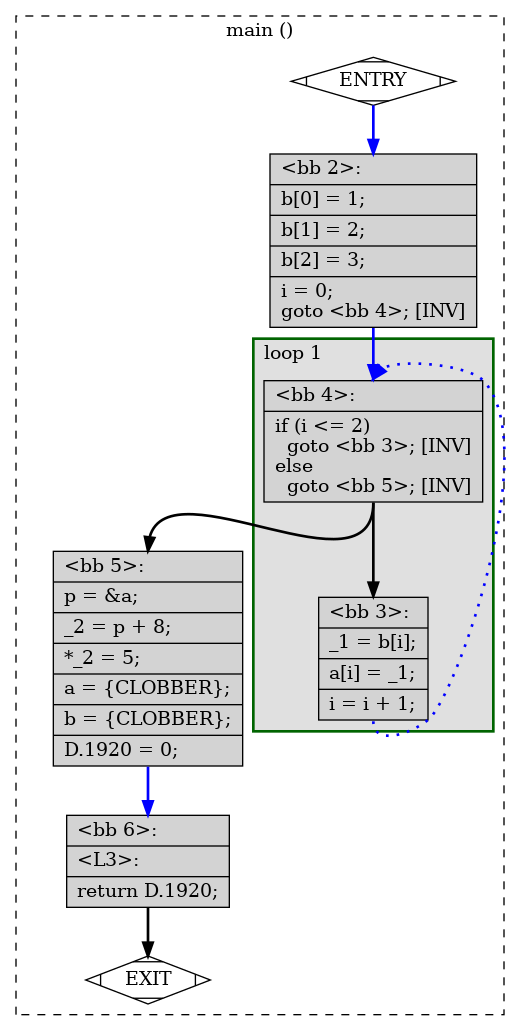 main ()
ENTRY
<bb 2>:
b[0] = 1;
b[1] = 2;
b[2] = 3;
i = 0;
goto <bb 4>; [INV]
loop 1
<bb 4>:
if (i <= 2)
  goto <bb 3>; [INV]
else
  goto <bb 5>; [INV]
<bb 5>:
p = &a;
_2 = p + 8;
*_2 = 5;
a = {CLOBBER};
b = {CLOBBER};
D.1920 = 0;
<bb 3>:
_1 = b[i];
a[i] = _1;
i = i + 1;
<bb 6>:
<L3>:
return D.1920;
EXIT